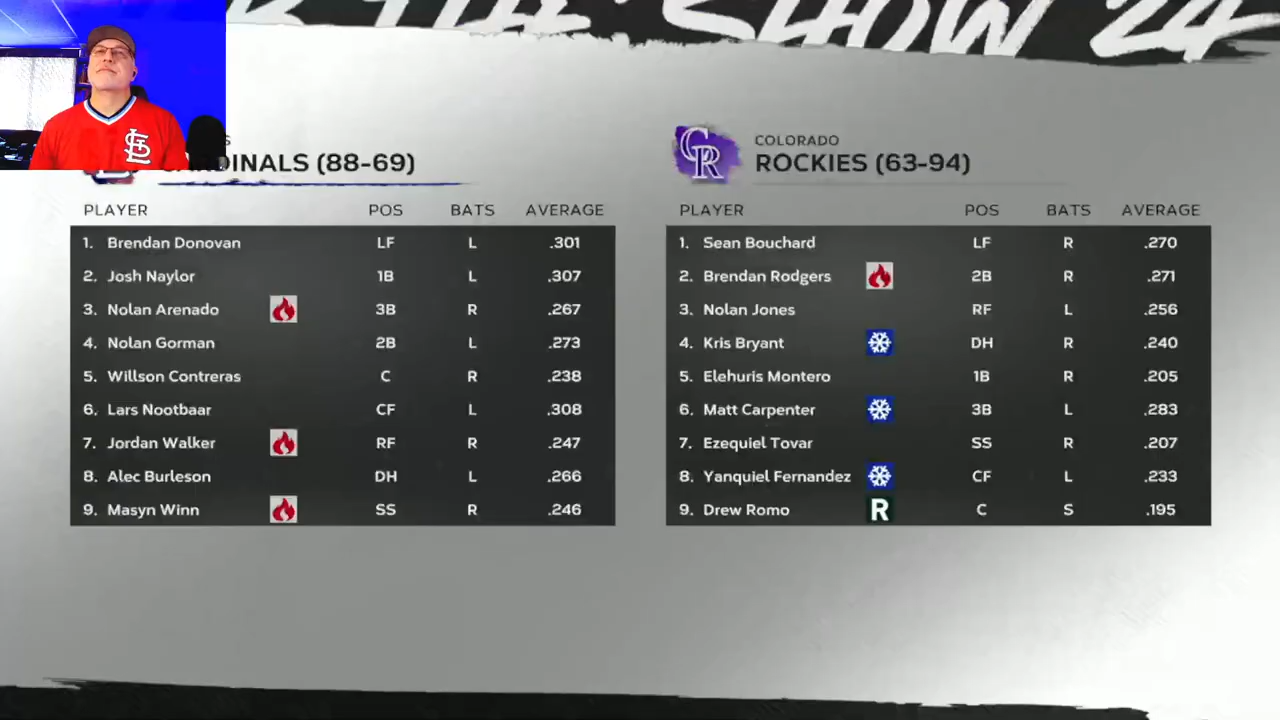 THE SHOW 24
COLORADO
CARDINALS (88-69)
ROCKIES (63-94)
PLAYER POS BATS AVERAGE
1. Brendan Donovan LF L .301
2. Josh Naylor 1B L .307
3. Nolan Arenado 3B R .267
4. Nolan Gorman 2B L .273
5. Willson Contreras C R .238
6. Lars Nootbaar CF L .308
7. Jordan Walker RF R .247
8. Alec Burleson DH L .266
9. Masyn Winn SS R .246
PLAYER POS BATS AVERAGE
1. Sean Bouchard LF R .270
2. Brendan Rodgers 2B R .271
3. Nolan Jones RF L .256
4. Kris Bryant DH R .240
5. Elehuris Montero 1B R .205
6. Matt Carpenter 3B L .283
7. Ezequiel Tovar SS R .207
8. Yanquiel Fernandez CF L .233
9. Drew Romo R C S .195